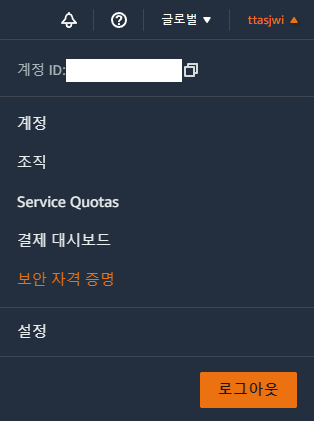 글로벌 ttasjwi
계정 ID:
계정
조직
Service Quotas
결제 대시보드
보안 자격 증명
설정
로그아웃